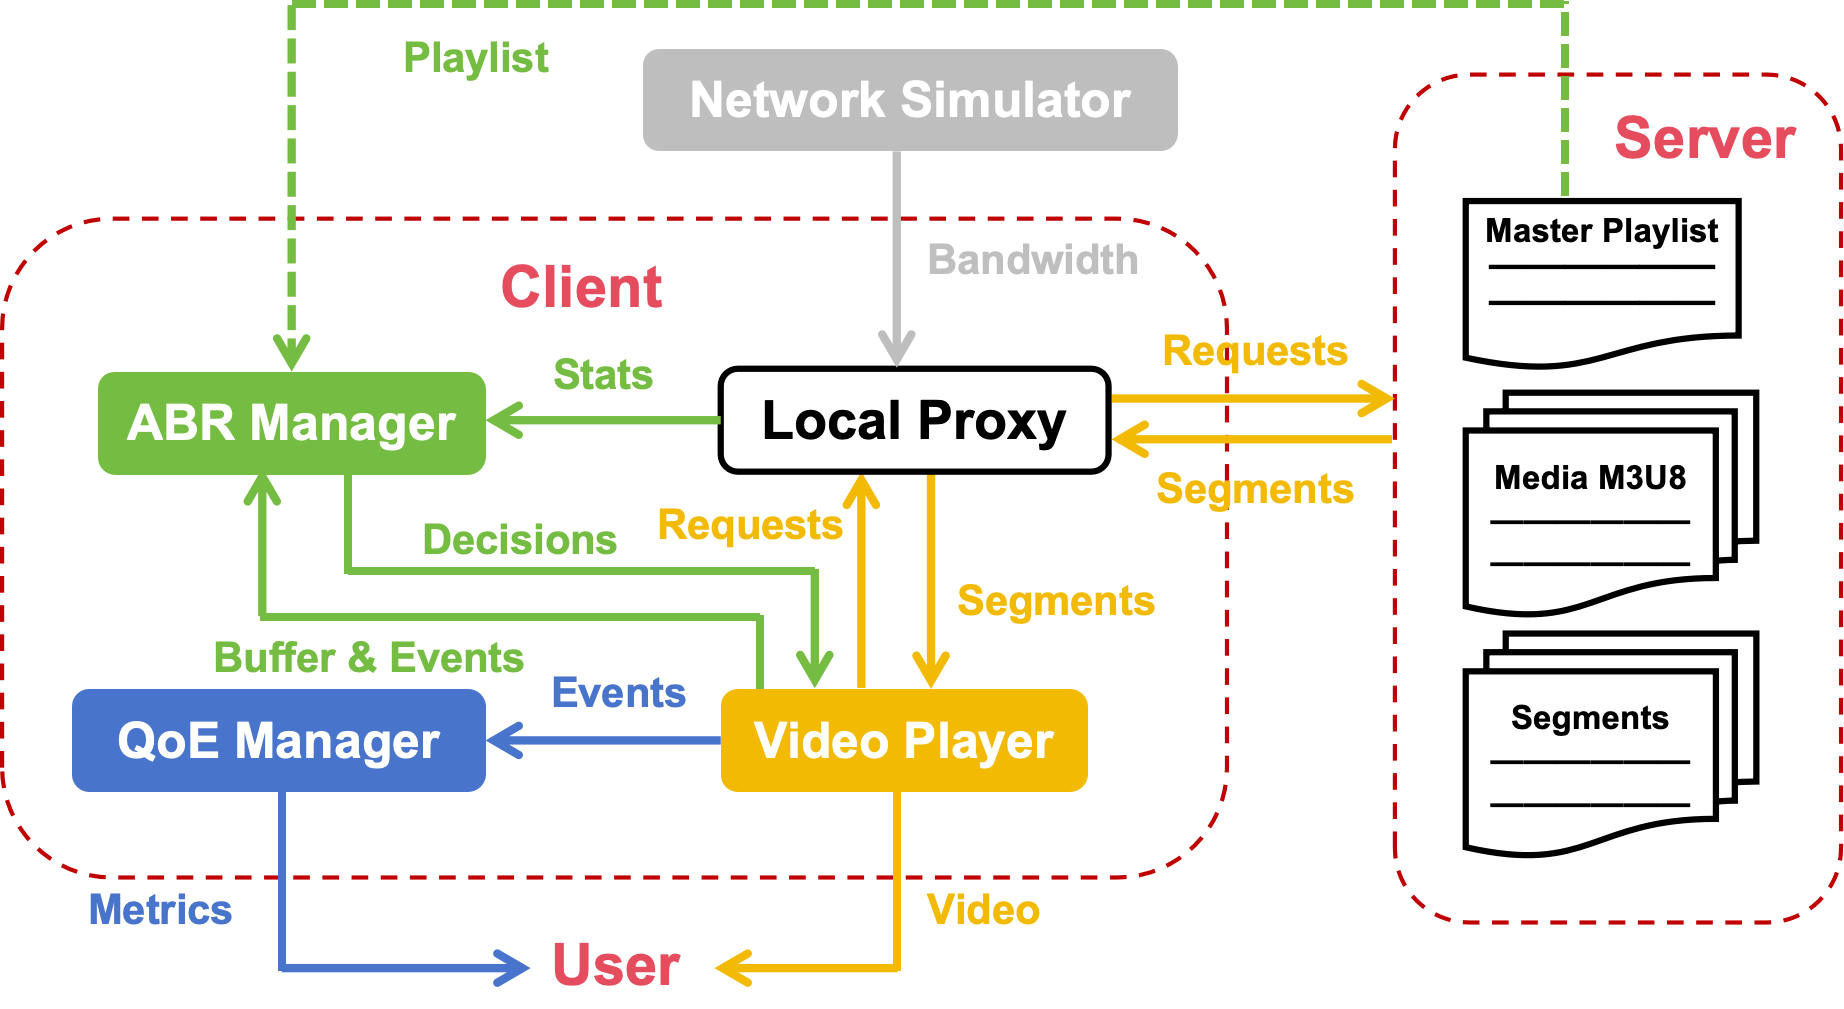 Playlist
Network Simulator
Server
Master Playlist
Bandwidth
Client
Requests
Stats
ABR Manager
Local Proxy
Segments
Media M3U8
Requests
Decisions
Segments
Buffer & Events
Events
QoE Manager
Video Player
Segments
Metrics
Video
User